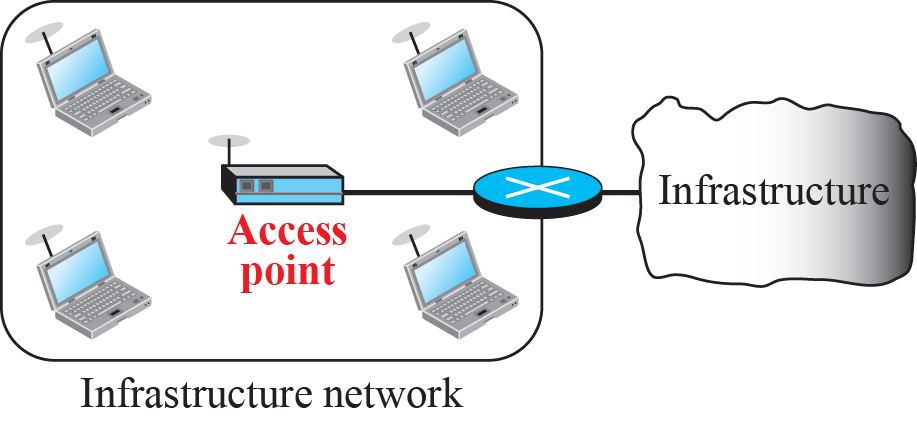 Infrastructure
Access
point
Infrastructure network